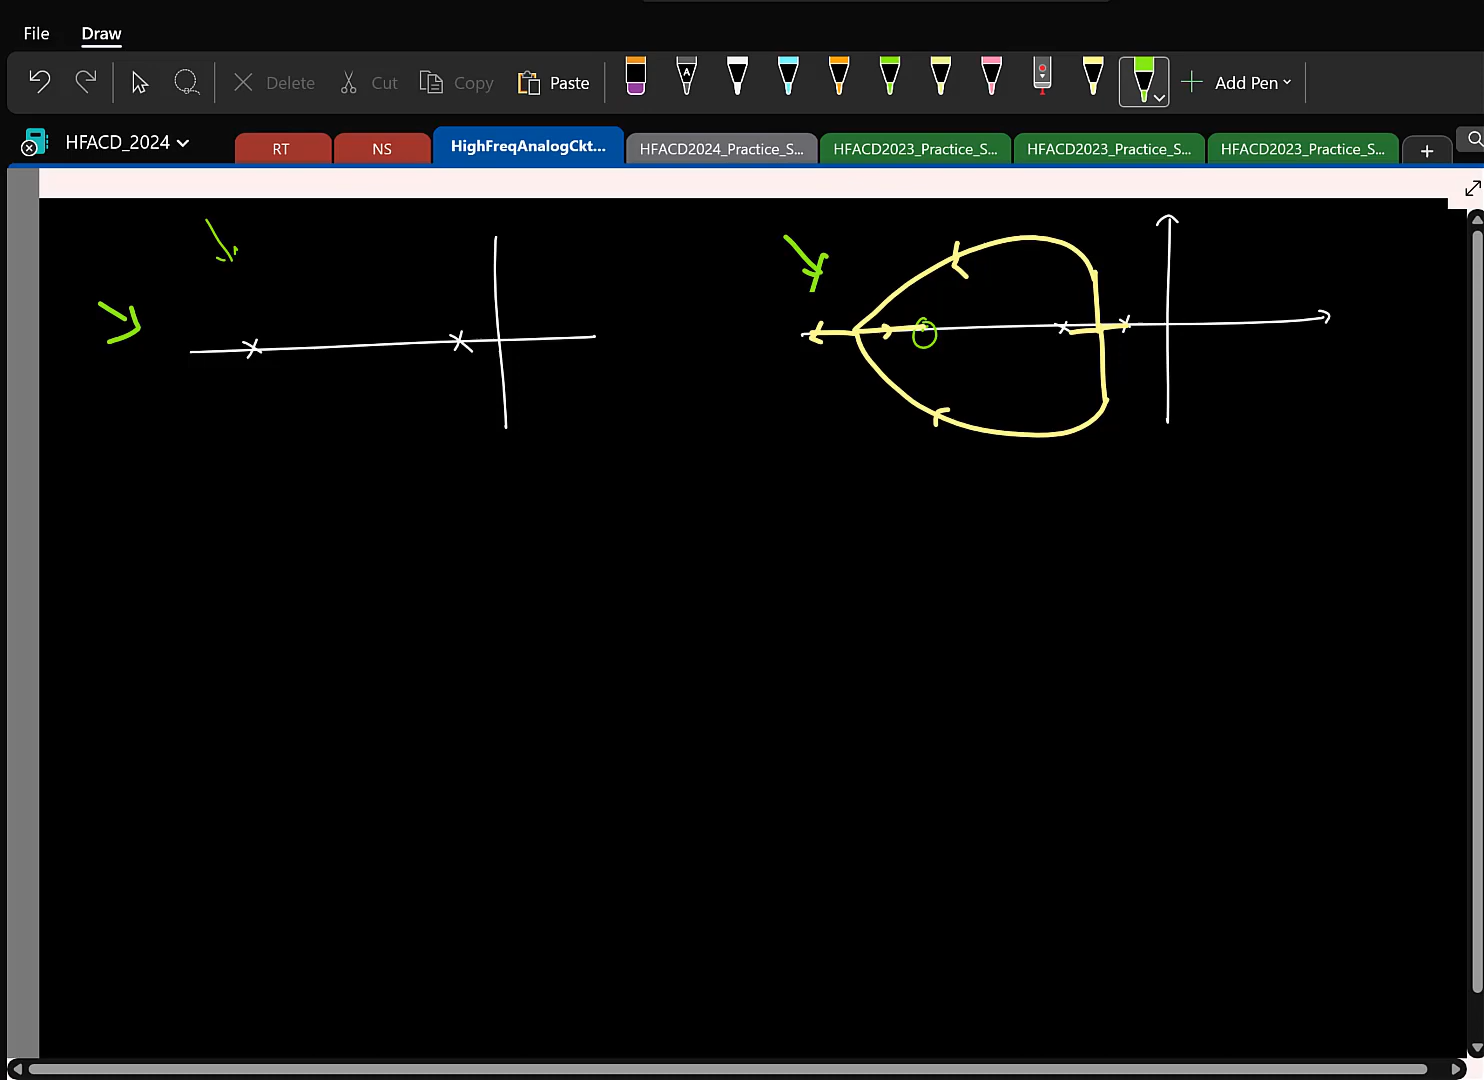 File Draw
Delete Cut Copy Paste A Add Pen
HFACD_2024 RT NS HighFreqAnalogCkt... HFACD2024_Practice_S... HFACD2023_Practice_S... HFACD2023_Practice_S... HFACD2023_Practice_S... +